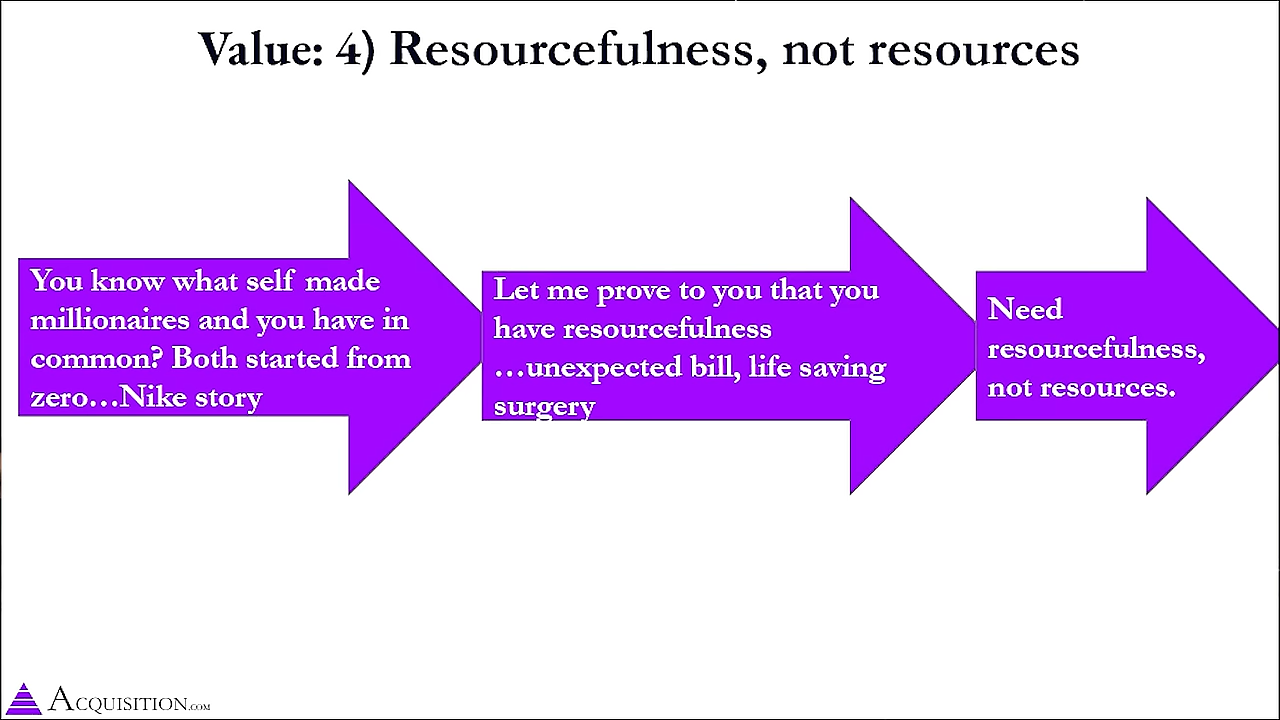 Value: 4) Resourcefulness, not resources
You know what self made
millionaires and you have in
common? Both started from
zero…Nike story
Let me prove to you that you
have resourcefulness
…unexpected bill, life saving
surgery
Need
resourcefulness,
not resources.
ACQUISITION.COM